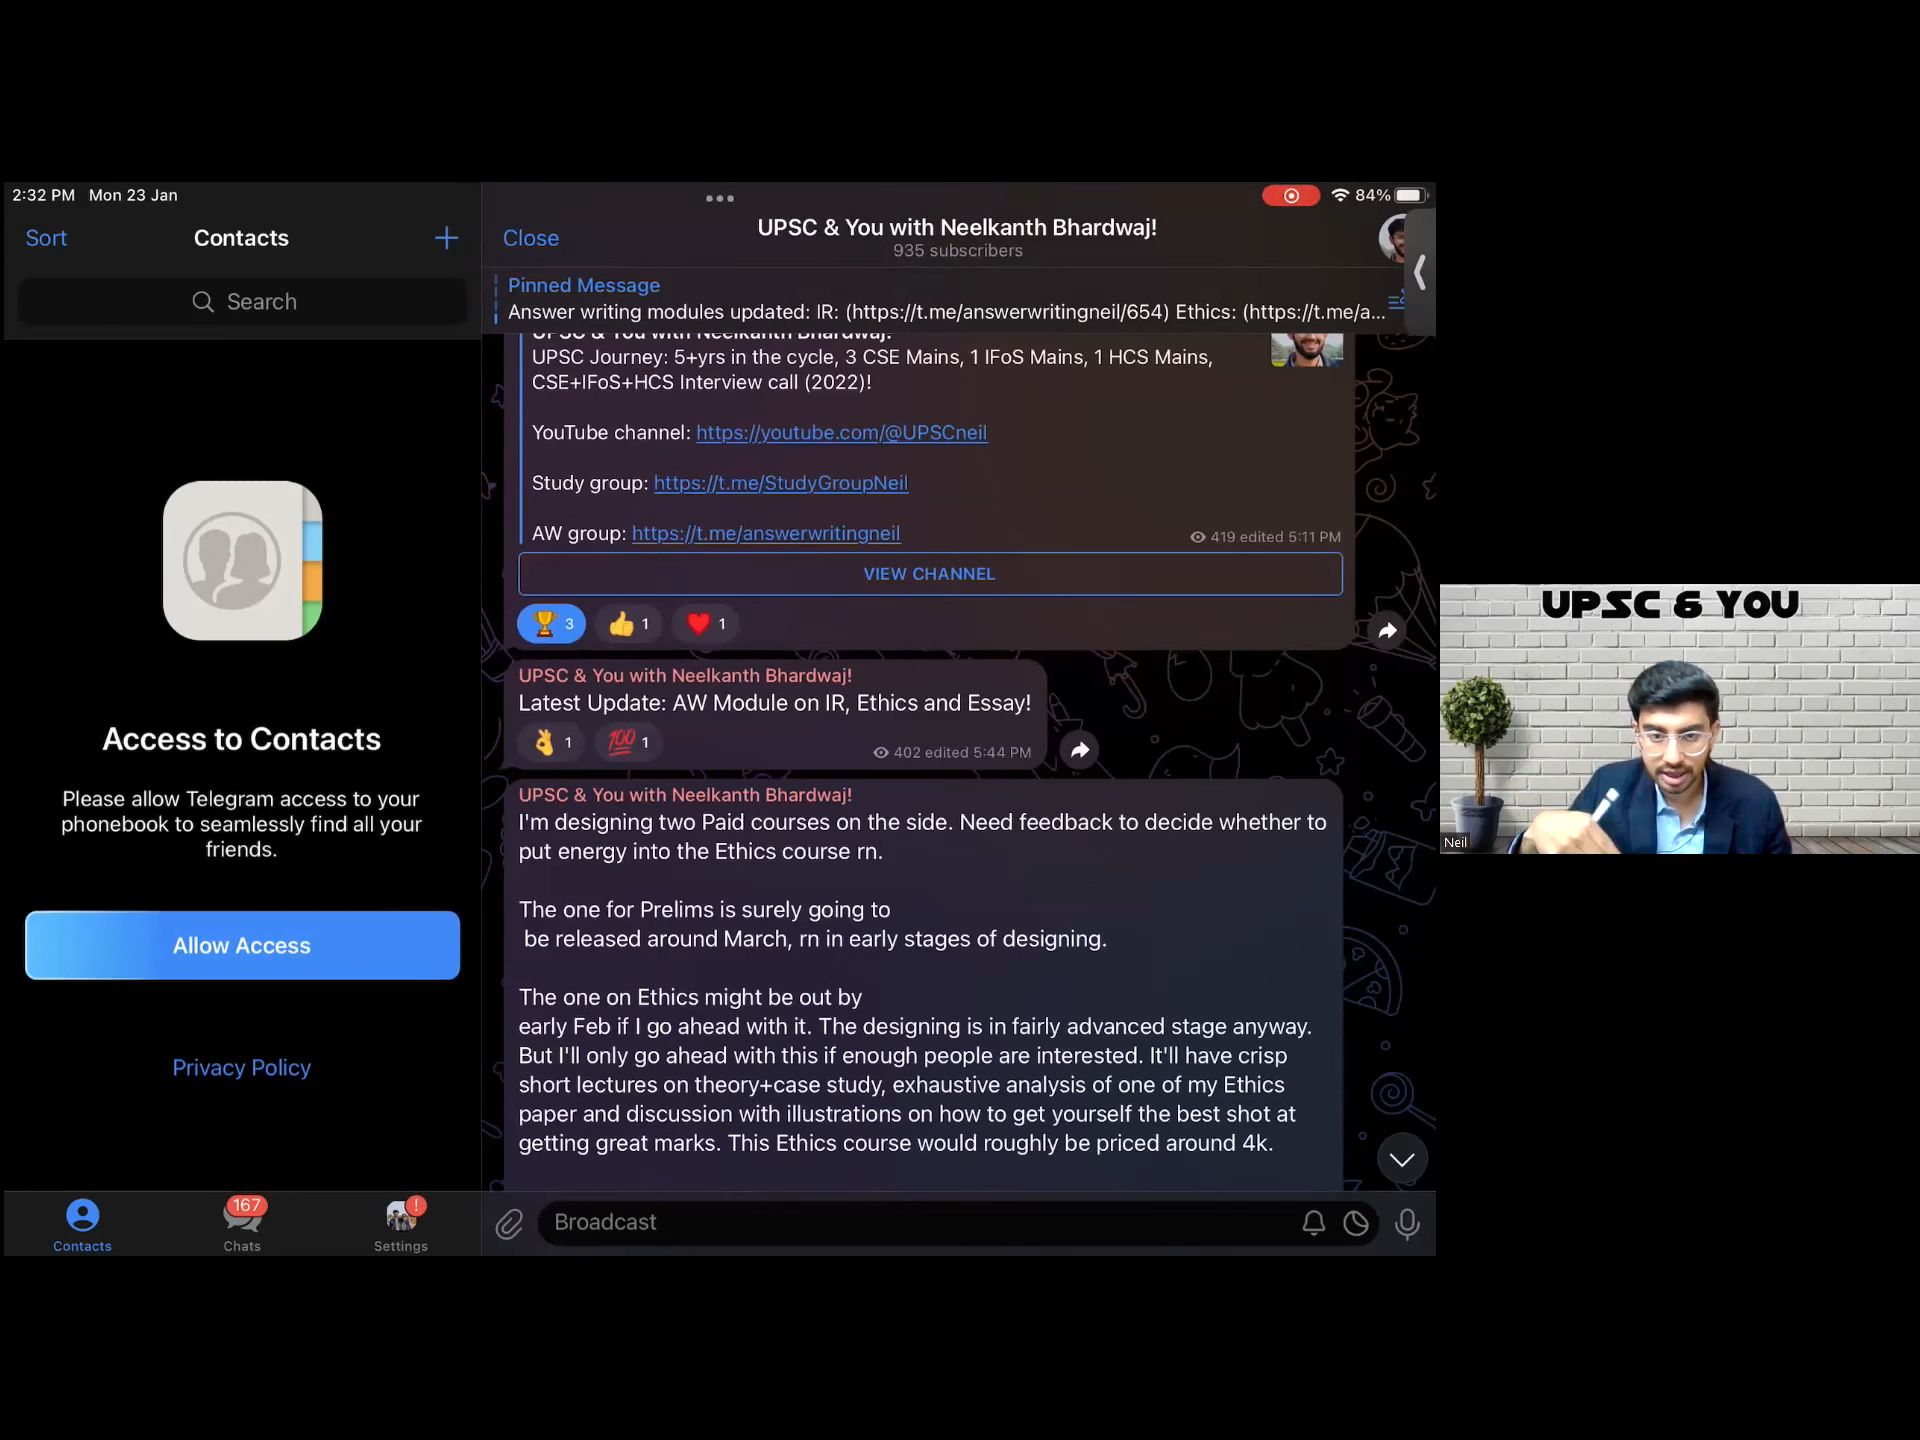 2:32 PM Mon 23 Jan
84%
Sort
Contacts
Search
Access to Contacts
Please allow Telegram access to your
phonebook to seamlessly find all your
friends.
Allow Access
Privacy Policy
Contacts
167
Chats
!
Settings
Close
UPSC & You with Neelkanth Bhardwaj!
935 subscribers
Pinned Message
Answer writing modules updated: IR: (https://t.me/answerwritingneil/654) Ethics: (https://t.me/a...
UPSC & You with Neelkanth Bhardwaj!
UPSC Journey: 5+yrs in the cycle, 3 CSE Mains, 1 IFoS Mains, 1 HCS Mains,
CSE+IFoS+HCS Interview call (2022)!
YouTube channel: https://youtube.com/@UPSCneil
Study group: https://t.me/StudyGroupNeil
AW group: https://t.me/answerwritingneil
419 edited 5:11 PM
VIEW CHANNEL
3
1
1
UPSC & You with Neelkanth Bhardwaj!
Latest Update: AW Module on IR, Ethics and Essay!
1
100 1
402 edited 5:44 PM
UPSC & You with Neelkanth Bhardwaj!
I'm designing two Paid courses on the side. Need feedback to decide whether to
put energy into the Ethics course rn.
The one for Prelims is surely going to
be released around March, rn in early stages of designing.
The one on Ethics might be out by
early Feb if I go ahead with it. The designing is in fairly advanced stage anyway.
But I'll only go ahead with this if enough people are interested. It'll have crisp
short lectures on theory+case study, exhaustive analysis of one of my Ethics
paper and discussion with illustrations on how to get yourself the best shot at
getting great marks. This Ethics course would roughly be priced around 4k.
Broadcast
UPSC & YOU
Neil